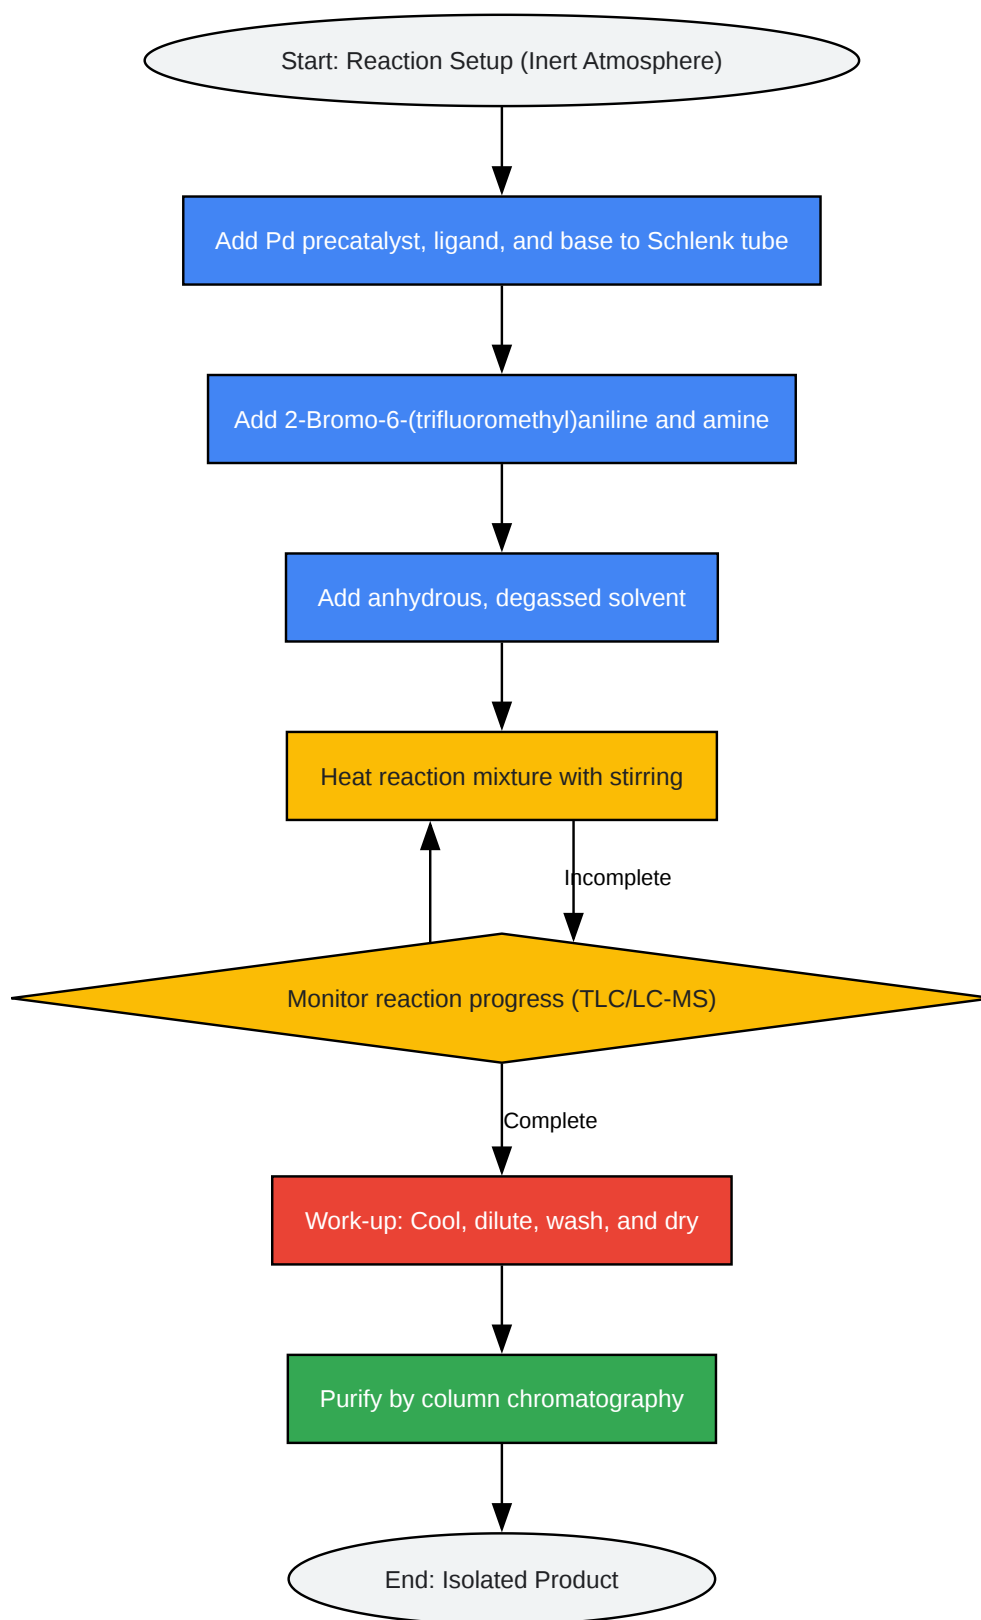 Start: Reaction Setup (Inert Atmosphere)
Add Pd precatalyst, ligand, and base to Schlenk tube
Add 2-Bromo-6-(trifluoromethyl)aniline and amine
Add anhydrous, degassed solvent
Heat reaction mixture with stirring
Incomplete
Monitor reaction progress (TLC/LC-MS)
Complete
Work-up: Cool, dilute, wash, and dry
Purify by column chromatography
End: Isolated Product